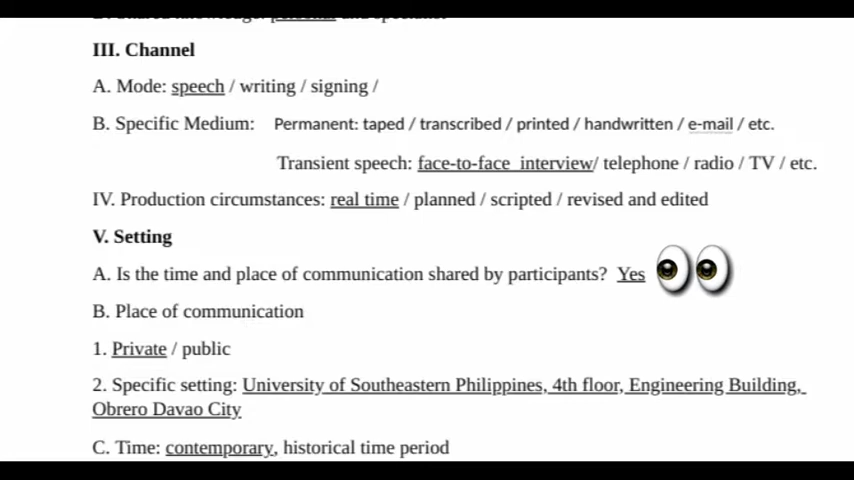 III. Channel
A. Mode: speech / writing / signing /
B. Specific Medium: Permanent: taped / transcribed / printed / handwritten / e-mail / etc.
Transient speech: face-to-face interview/ telephone / radio / TV / etc.
IV. Production circumstances: real time / planned / scripted / revised and edited
V. Setting
A. Is the time and place of communication shared by participants? Yes
B. Place of communication
1. Private / public
2. Specific setting: University of Southeastern Philippines, 4th floor, Engineering Building,
Obrero Davao City
C. Time: contemporary, historical time period